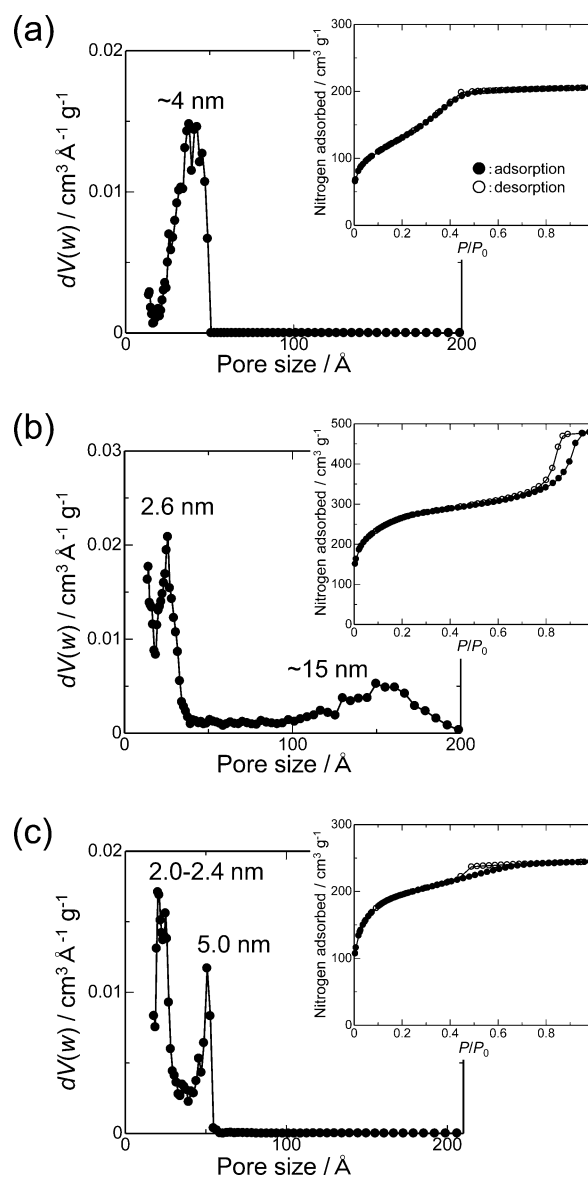 (a)
dV(w) / cm³ Å⁻¹ g⁻¹
0.02
0.01
0
~4 nm
0
100
200
Pore size / Å
Nitrogen adsorbed / cm³ g⁻¹
300
200
100
0
● : adsorption
○ : desorption
0
0.2
0.4
0.6
0.8
P/P₀
(b)
dV(w) / cm³ Å⁻¹ g⁻¹
0.03
0.02
0.01
0
2.6 nm
~15 nm
0
100
200
Pore size / Å
Nitrogen adsorbed / cm³ g⁻¹
500
400
300
200
100
0
0
0.2
0.4
0.6
0.8
P/P₀
(c)
dV(w) / cm³ Å⁻¹ g⁻¹
0.02
0.01
0
2.0-2.4 nm
5.0 nm
0
100
200
Pore size / Å
Nitrogen adsorbed / cm³ g⁻¹
300
200
100
0
0
0.2
0.4
0.6
0.8
P/P₀